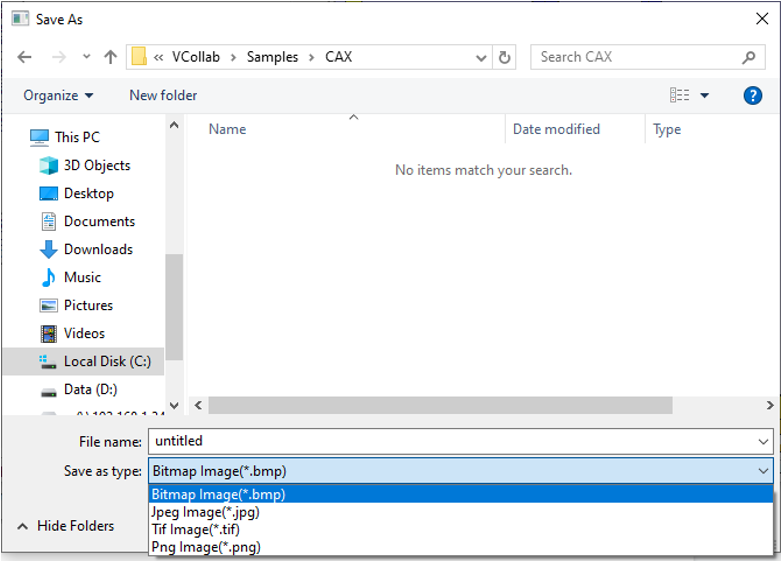 Save As
« VCollab > Samples > CAX
Search CAX
Organize
New folder
?
Name
Date modified
Type
No items match your search.
This PC
3D Objects
Desktop
Documents
Downloads
Music
Pictures
Videos
Local Disk (C:)
Data (D:)
File name: untitled
Save as type: Bitmap Image(*.bmp)
Bitmap Image(*.bmp)
Jpeg Image(*.jpg)
Tif Image(*.tif)
Png Image(*.png)
Hide Folders